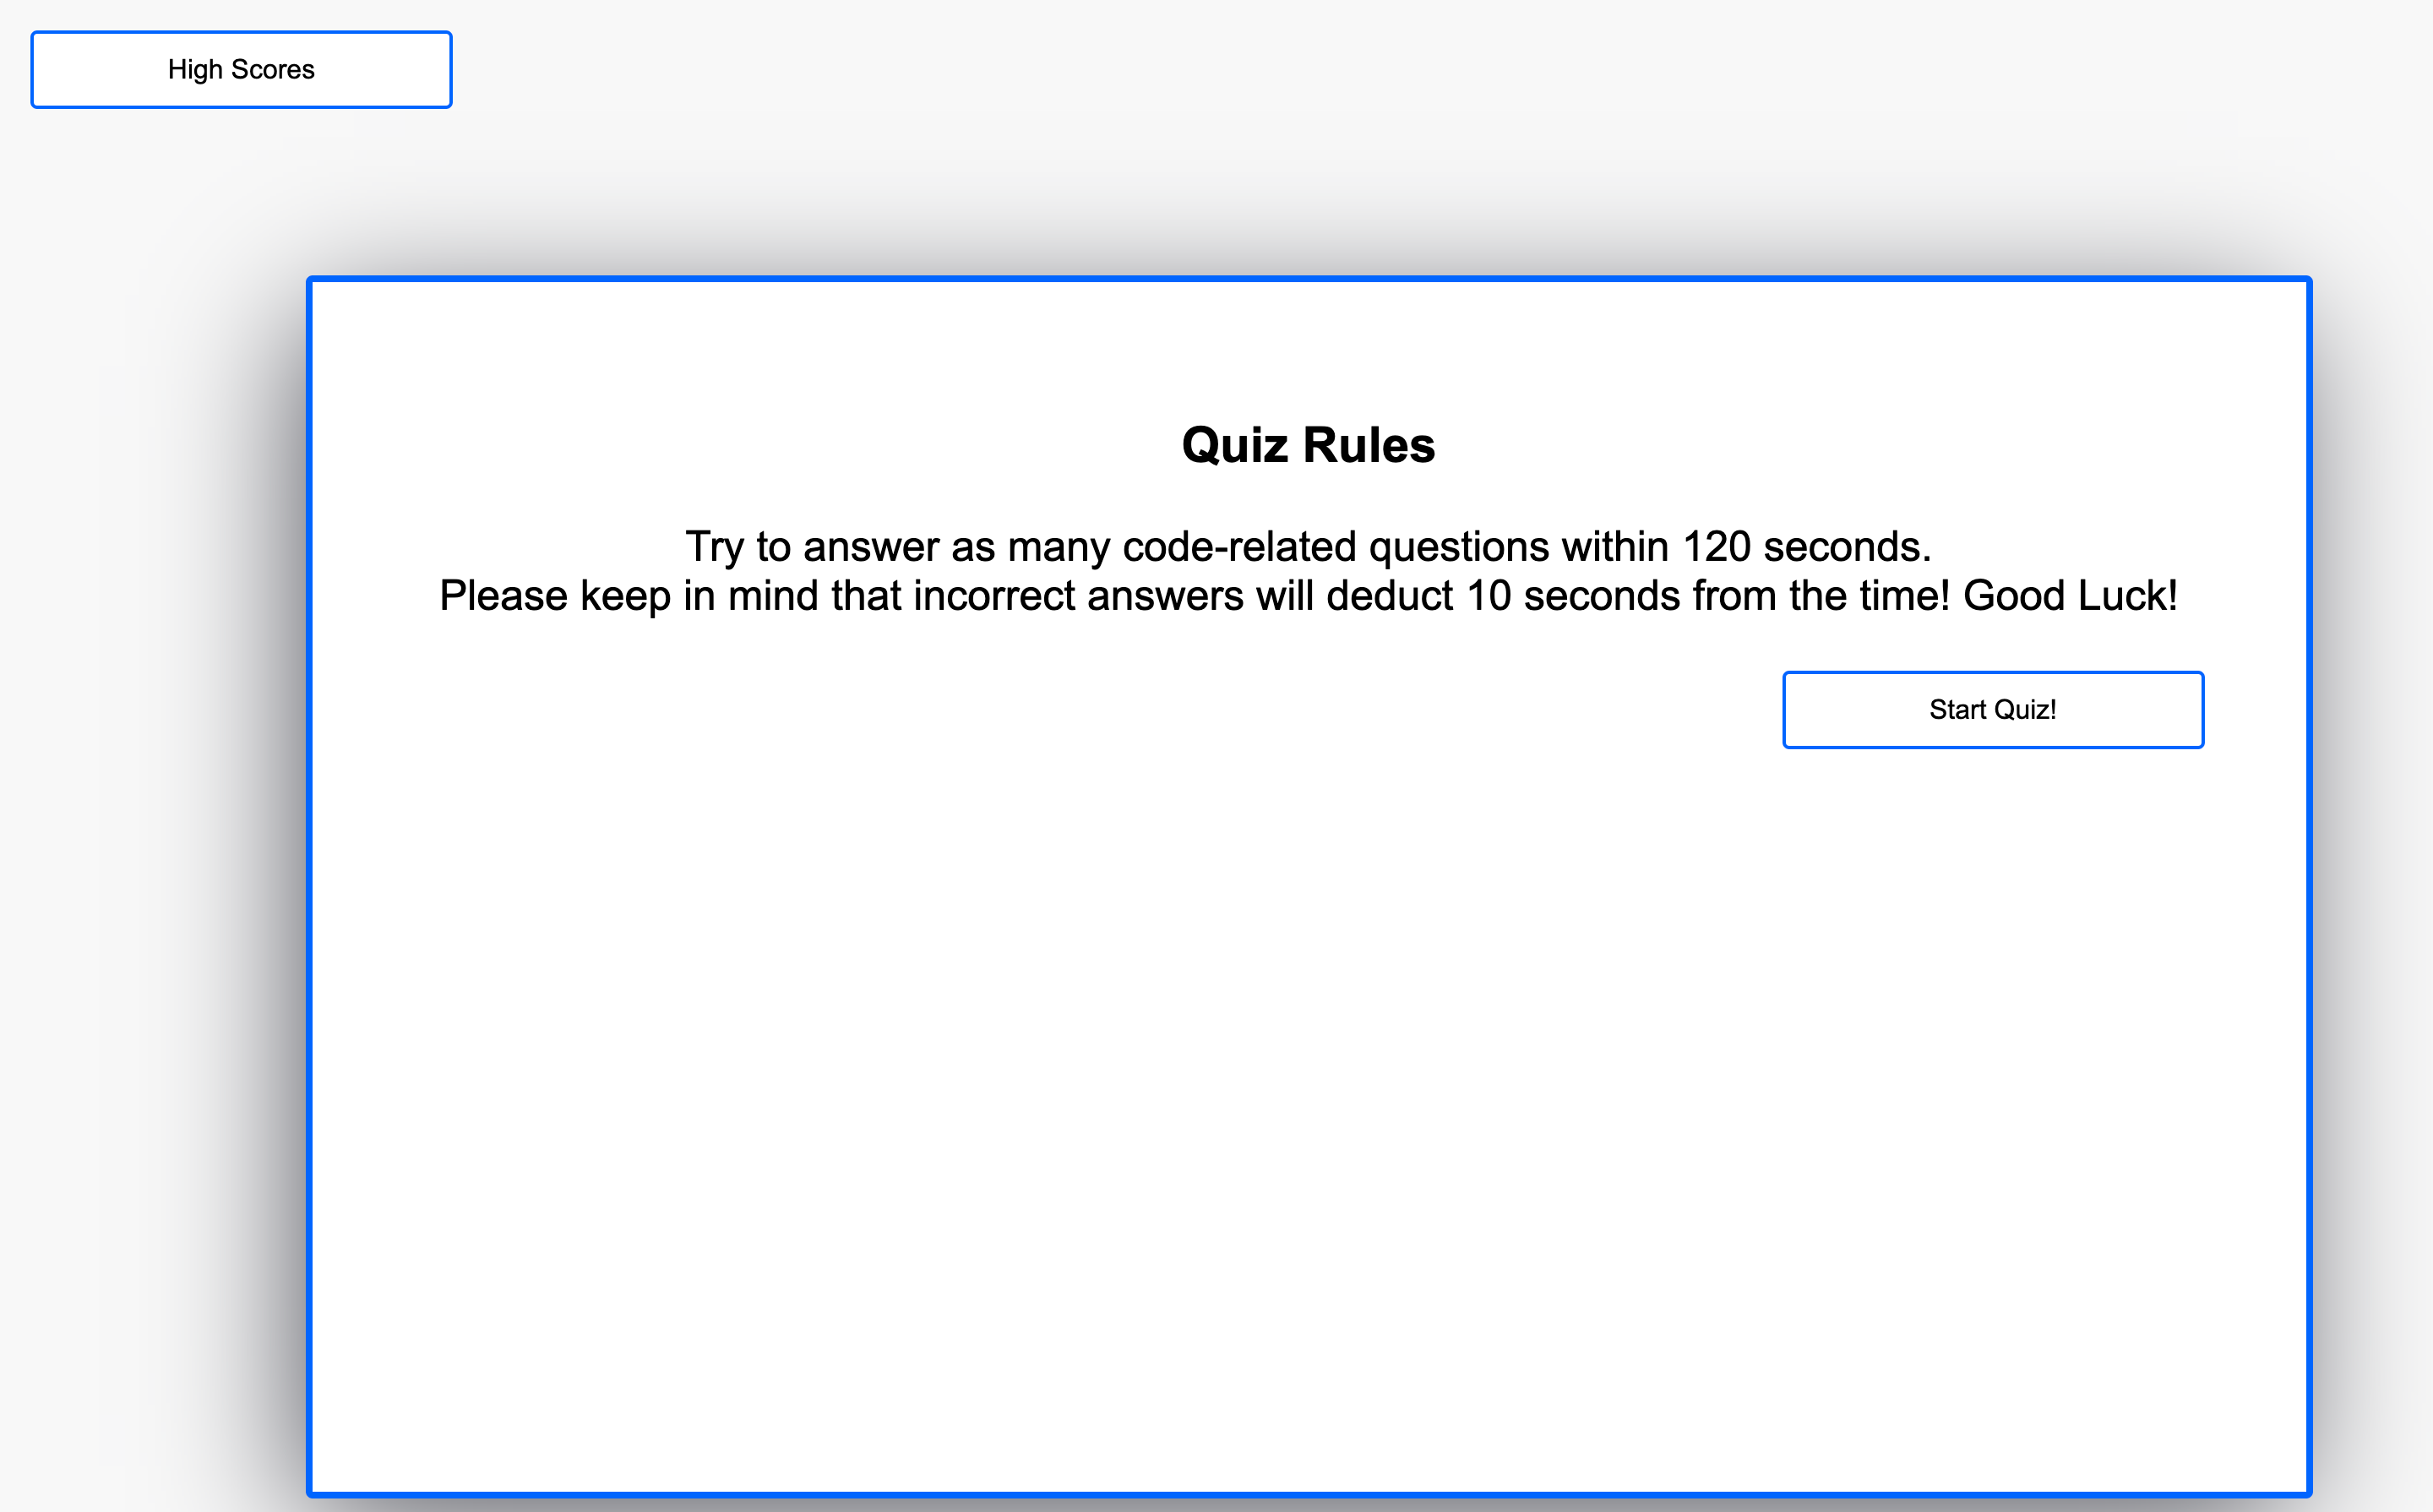 High Scores
Quiz Rules
Try to answer as many code-related questions within 120 seconds.
Please keep in mind that incorrect answers will deduct 10 seconds from the time! Good Luck!
Start Quiz!